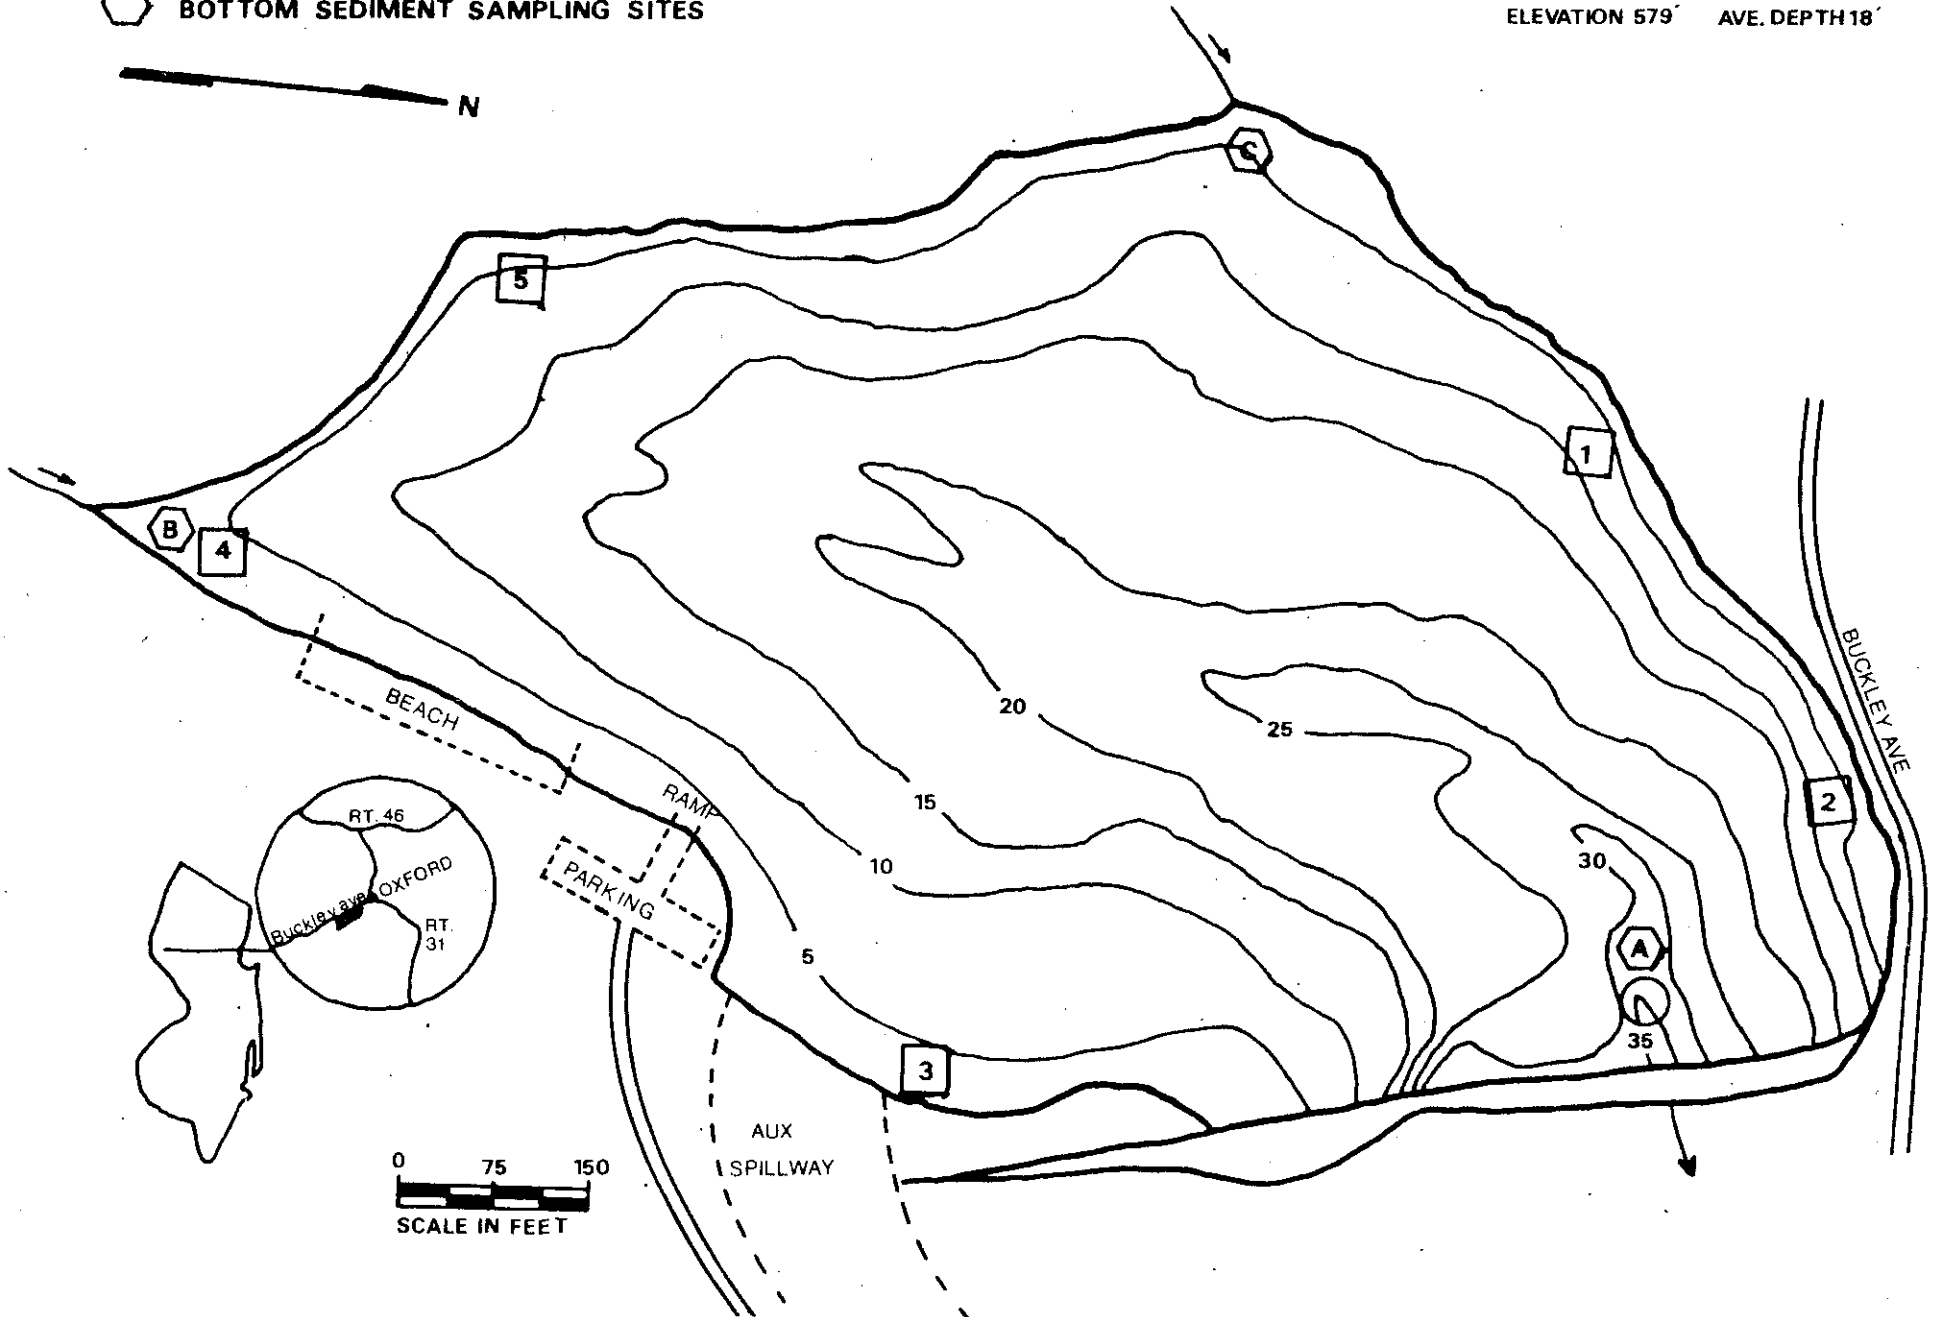 BOTTOM SEDIMENT SAMPLING SITES
ELEVATION 579' AVE. DEPTH 18'
N
C
5
1
B
4
BUCKLEY AVE
BEACH
20
25
2
RAMP
15
RT. 46
30
10
PARKING
OXFORD
Buckley ave
RT.
31
A
5
35
3
AUX
SPILLWAY
0 75 150
SCALE IN FEET